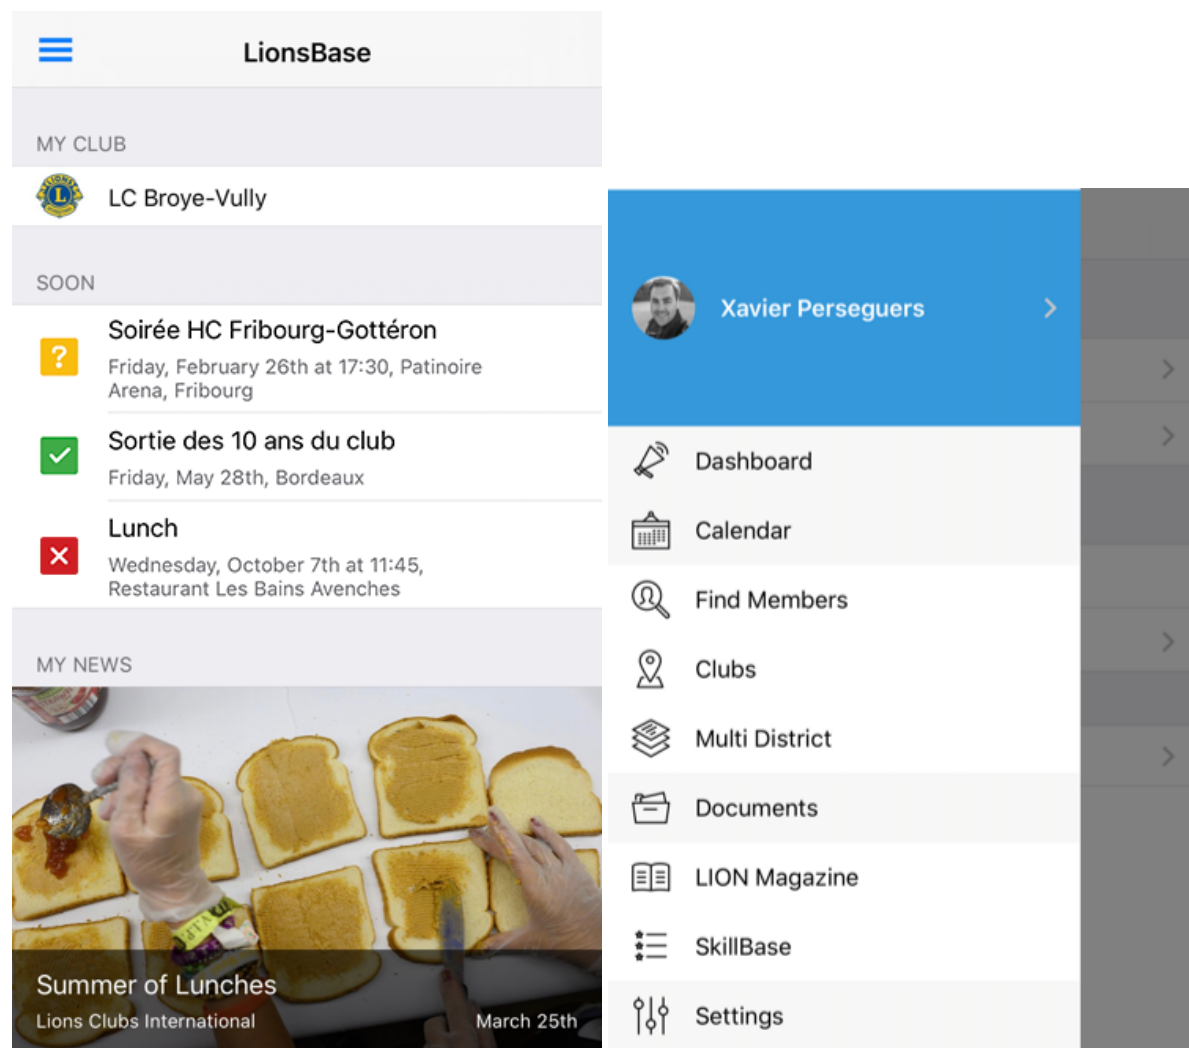 LionsBase
MY CLUB
LC Broye-Vully
SOON
Soirée HC Fribourg-Gottéron
Friday, February 26th at 17:30, Patinoire
Arena, Fribourg
Sortie des 10 ans du club
Friday, May 28th, Bordeaux
Lunch
Wednesday, October 7th at 11:45,
Restaurant Les Bains Avenches
MY NEWS
V.I.P.
Summer of Lunches
Lions Clubs International
March 25th
Xavier Perseguers
Dashboard
Calendar
Find Members
Clubs
Multi District
Documents
LION Magazine
SkillBase
Settings